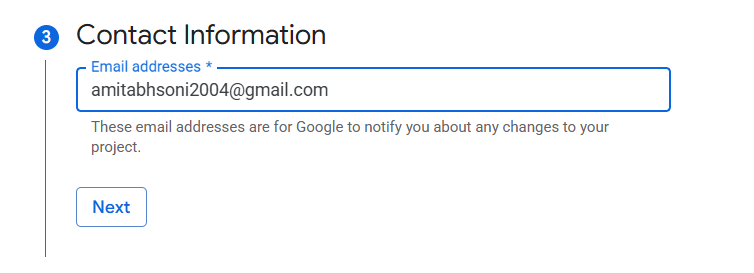 3 Contact Information
Email addresses *
amitabhsoni2004@gmail.com
These email addresses are for Google to notify you about any changes to your
project.
Next